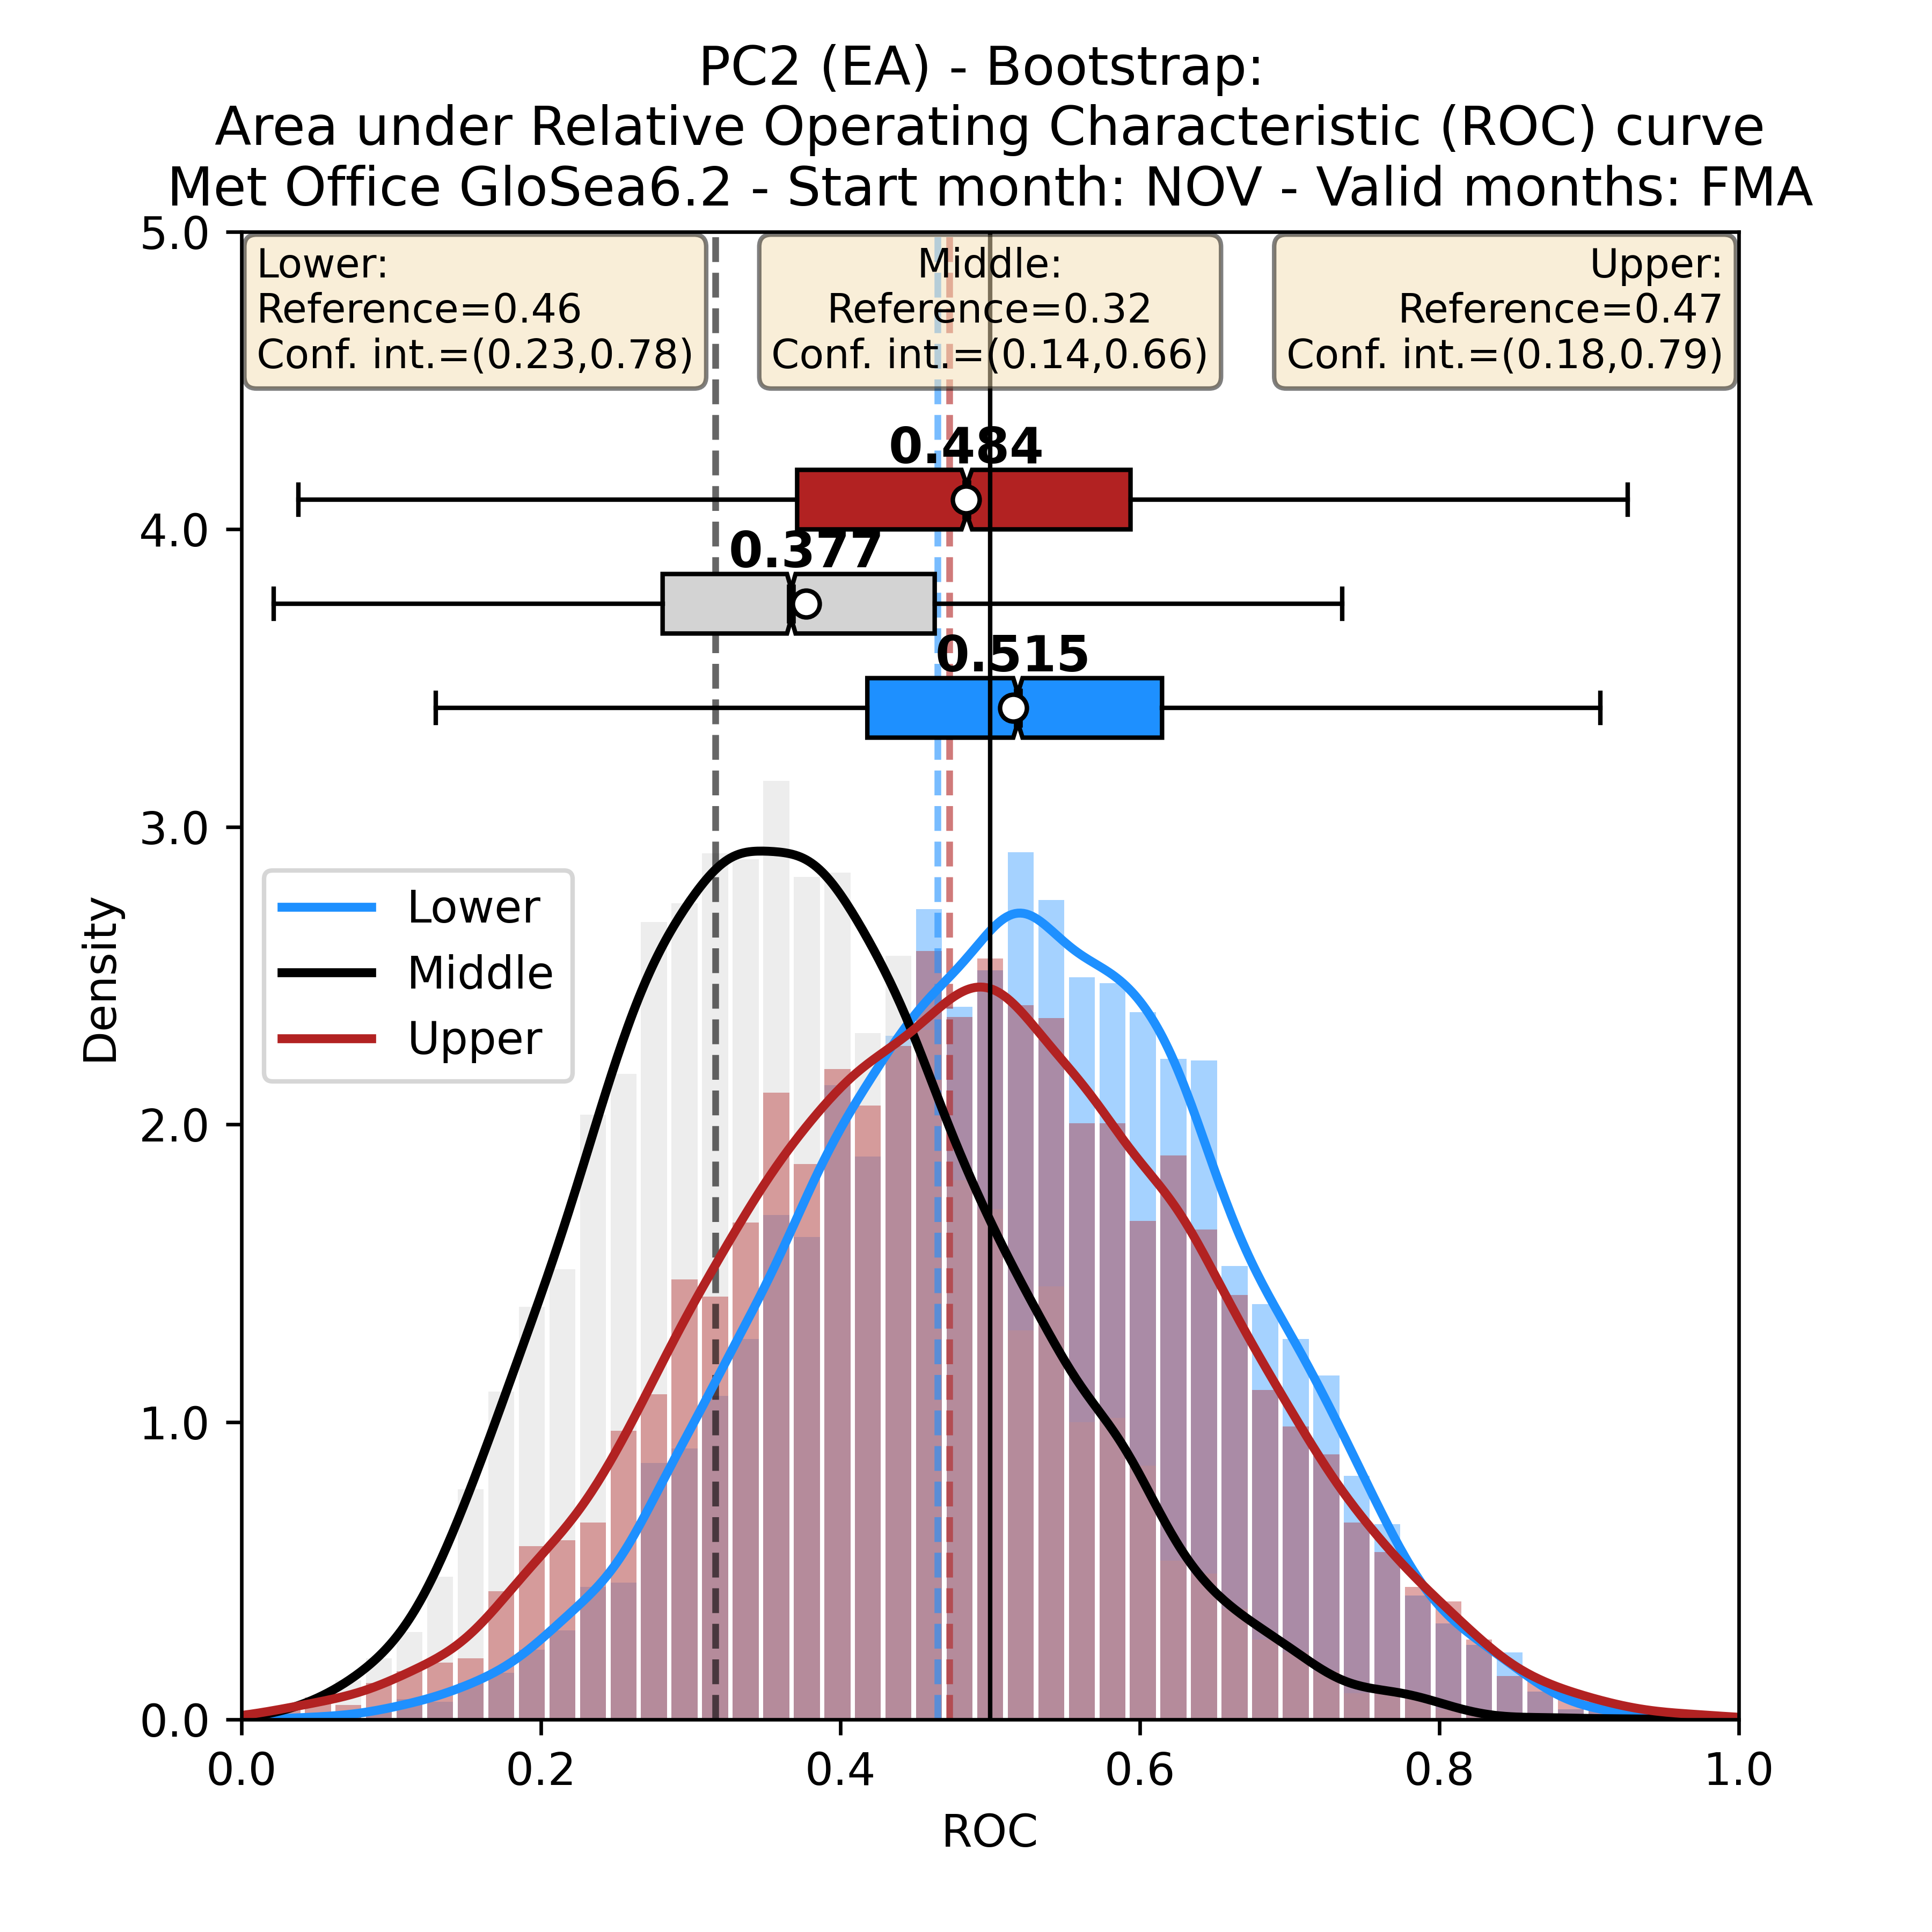 PC2 (EA) - Bootstrap:
Area under Relative Operating Characteristic (ROC) curve
Met Office GloSea6.2 - Start month: NOV - Valid months: FMA
5.0
Lower:
Reference=0.46
Conf. int.=(0.23,0.78)
Middle:
Reference=0.32
Conf. int.=(0.14,0.66)
Upper:
Reference=0.47
Conf. int.=(0.18,0.79)
0.484
4.0
0.377
0.515
3.0
Lower
Middle
Upper
Density
2.0
1.0
0.0
0.0 0.2 0.4 0.6 0.8 1.0
ROC